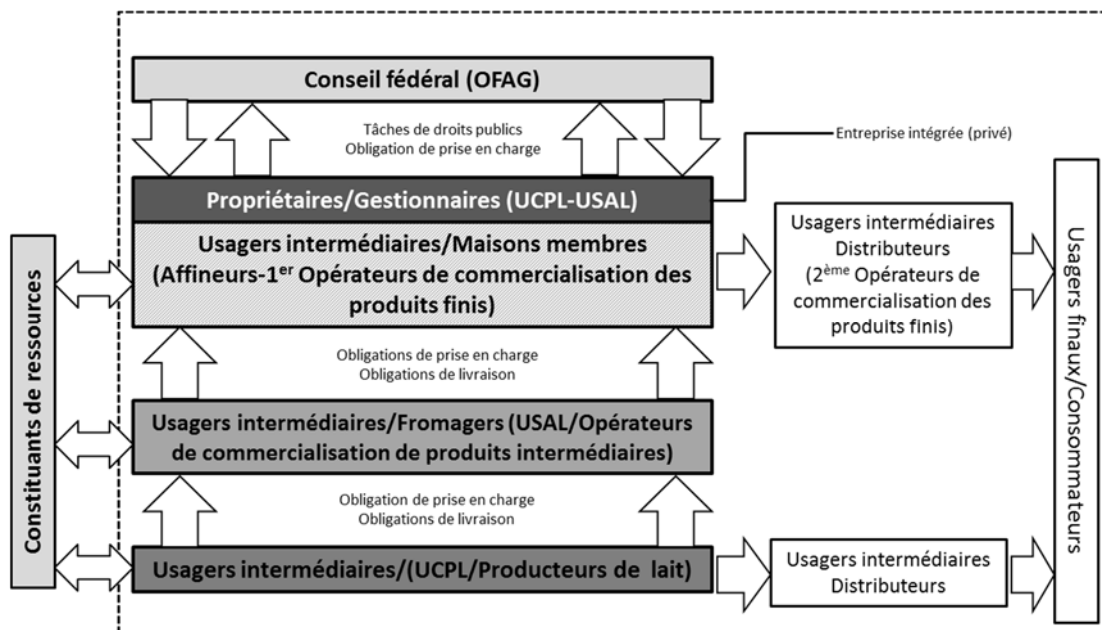 Conseil fédéral (OFAG)
Tâches de droits publics
Obligation de prise en charge
Entreprise intégrée (privé)
Propriétaires/Gestionnaires (UCPL-USAL)
Usagers intermédiaires/Maisons membres
(Affineurs-1er Opérateurs de commercialisation des
produits finis)
Usagers intermédiaires
Distributeurs
(2ème Opérateurs de
commercialisation des
produits finis)
Usagers finaux/Consommateurs
Constituants de ressources
Obligations de prise en charge
Obligations de livraison
Usagers intermédiaires/Fromagers (USAL/Opérateurs
de commercialisation de produits intermédiaires)
Obligation de prise en charge
Obligations de livraison
Usagers intermédiaires/(UCPL/Producteurs de lait)
Usagers intermédiaires
Distributeurs